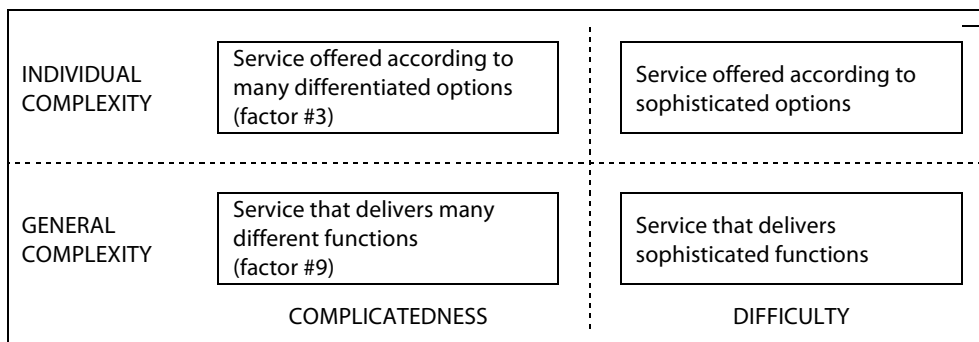 INDIVIDUAL
COMPLEXITY
Service offered according to
many differentiated options
(factor #3)
Service offered according to
sophisticated options
GENERAL
COMPLEXITY
Service that delivers many
different functions
(factor #9)
Service that delivers
sophisticated functions
COMPLICATEDNESS
DIFFICULTY